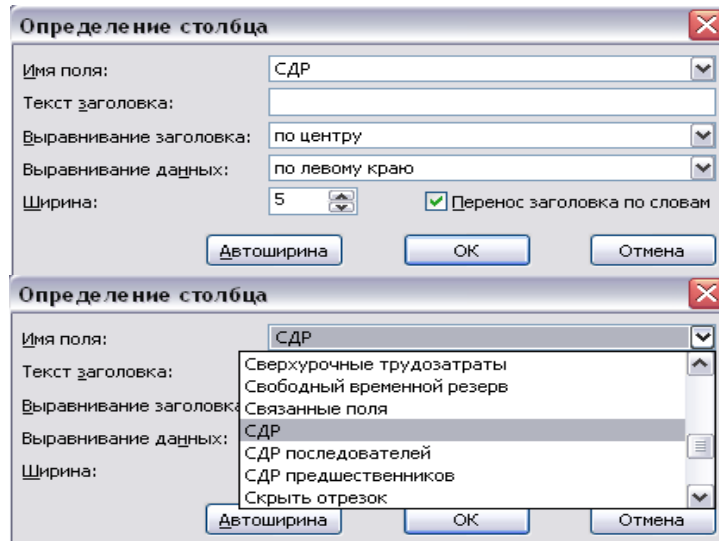 Определение столбца
Имя поля: СДР
Текст заголовка:
Выравнивание заголовка: по центру
Выравнивание данных: по левому краю
Ширина: 5 Перенос заголовка по словам
Автоширина ОК Отмена
Определение столбца
Имя поля: СДР
Текст заголовка: Сверхурочные трудозатраты
Свободный временной резерв
Выравнивание заголовка Связанные поля
СДР
Выравнивание данных: СДР последователей
Ширина: СДР предшественников
Скрыть отрезок
Автоширина ОК Отмена